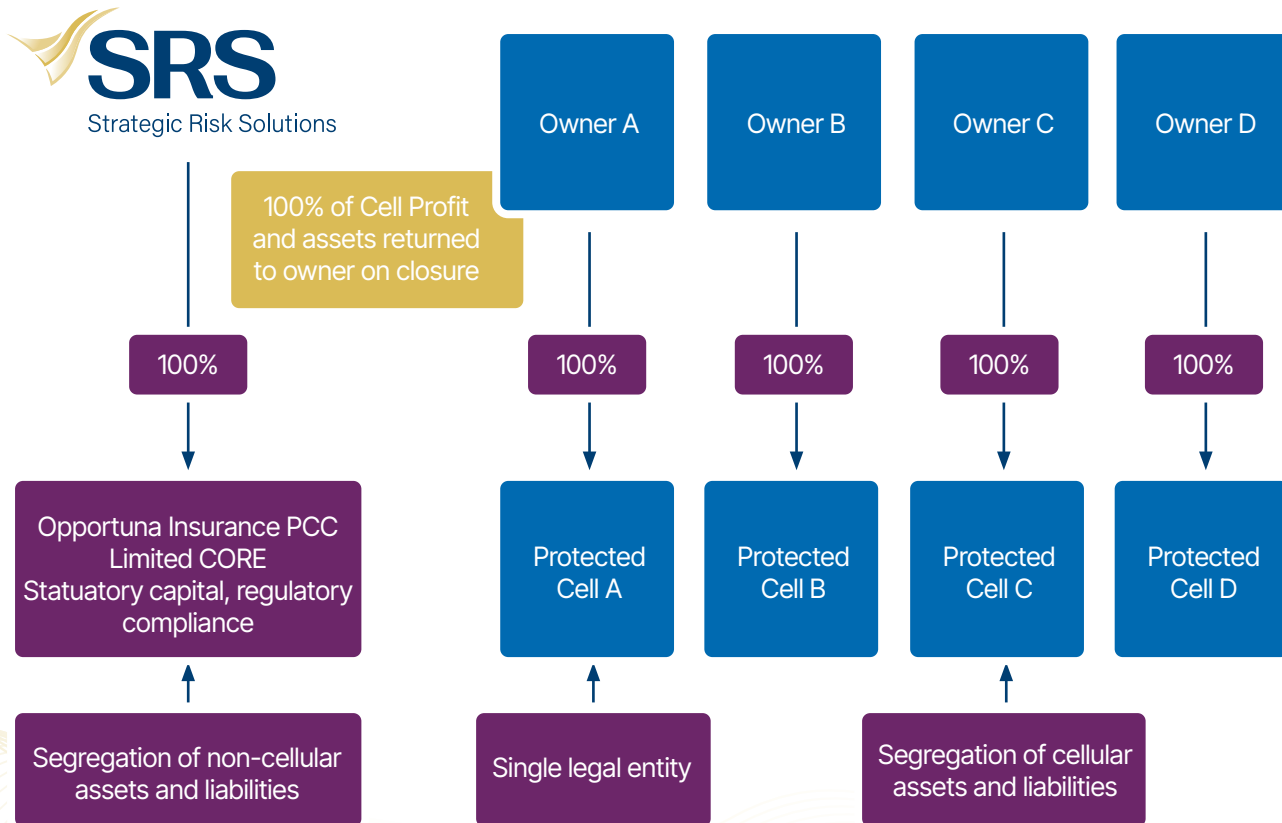 SRS
Strategic Risk Solutions
Owner A
Owner B
Owner C
Owner D
100% of Cell Profit
and assets returned
to owner on closure
100%
100%
100%
100%
100%
Opportuna Insurance PCC
Limited CORE
Statuatory capital, regulatory
compliance
Protected
Cell A
Protected
Cell B
Protected
Cell C
Protected
Cell D
Segregation of non-cellular
assets and liabilities
Single legal entity
Segregation of cellular
assets and liabilities